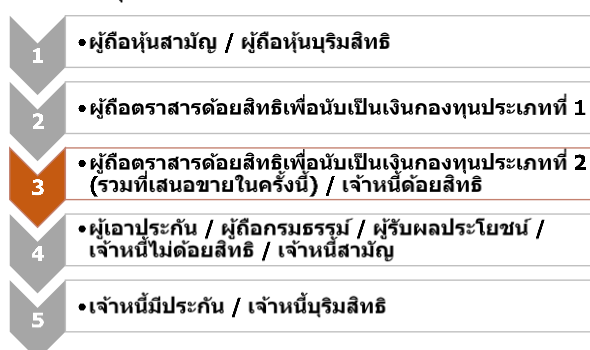 1
•ผู้ถือหุ้นสามัญ / ผู้ถือหุ้นบุริมสิทธิ
2
•ผู้ถือตราสารด้อยสิทธิเพื่อนับเป็นเงินกองทุนประเภทที่ 1
3
•ผู้ถือตราสารด้อยสิทธิเพื่อนับเป็นเงินกองทุนประเภทที่ 2
(รวมที่เสนอขายในครั้งนี้) / เจ้าหนี้ด้อยสิทธิ
4
•ผู้เอาประกัน / ผู้ถือกรมธรรม์ / ผู้รับผลประโยชน์ /
เจ้าหนี้ไม่ด้อยสิทธิ / เจ้าหนี้สามัญ
5
•เจ้าหนี้มีประกัน / เจ้าหนี้บุริมสิทธิ